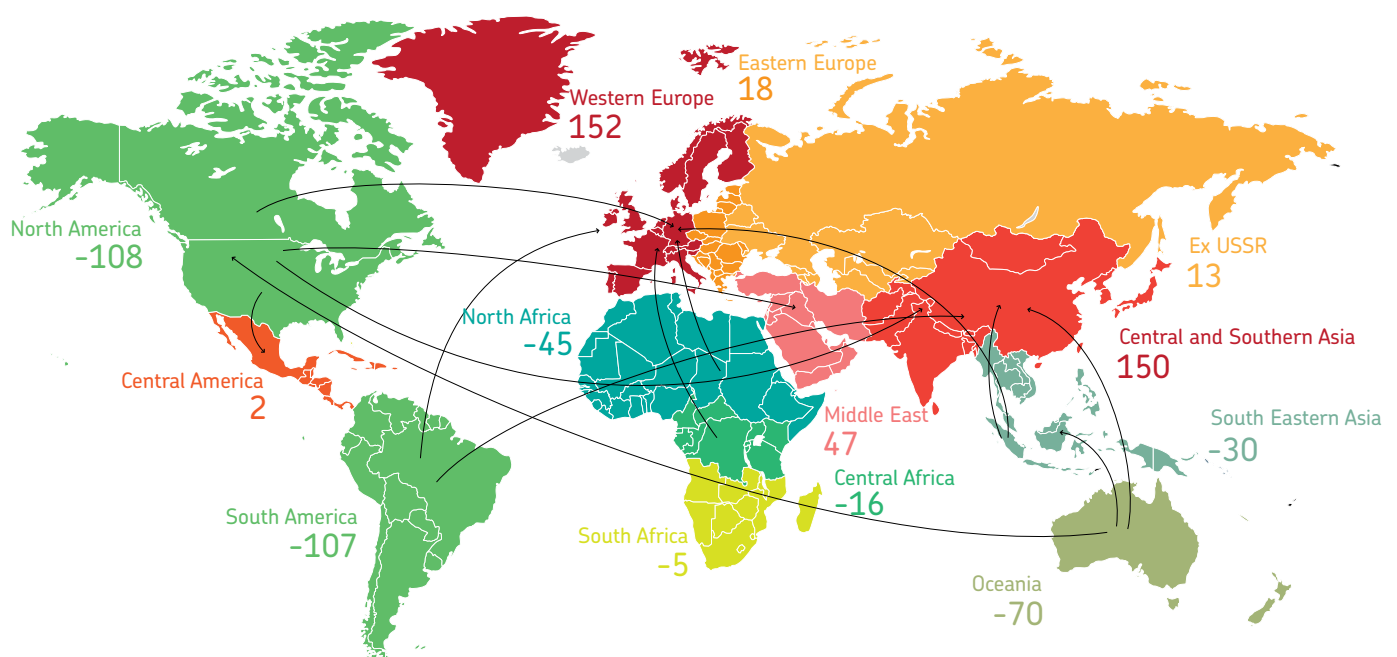 Eastern Europe
18
Western Europe
152
North America
-108
Ex USSR
13
North Africa
-45
Central and Southern Asia
150
Central America
2
Middle East
47
South Eastern Asia
-30
Central Africa
-16
South America
-107
South Africa
-5
Oceania
-70